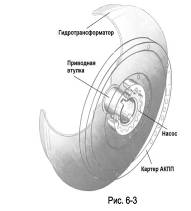 Гидротрансформатор
Приводная
втулка
Насос
Картер АКПП
Рис. 6-3